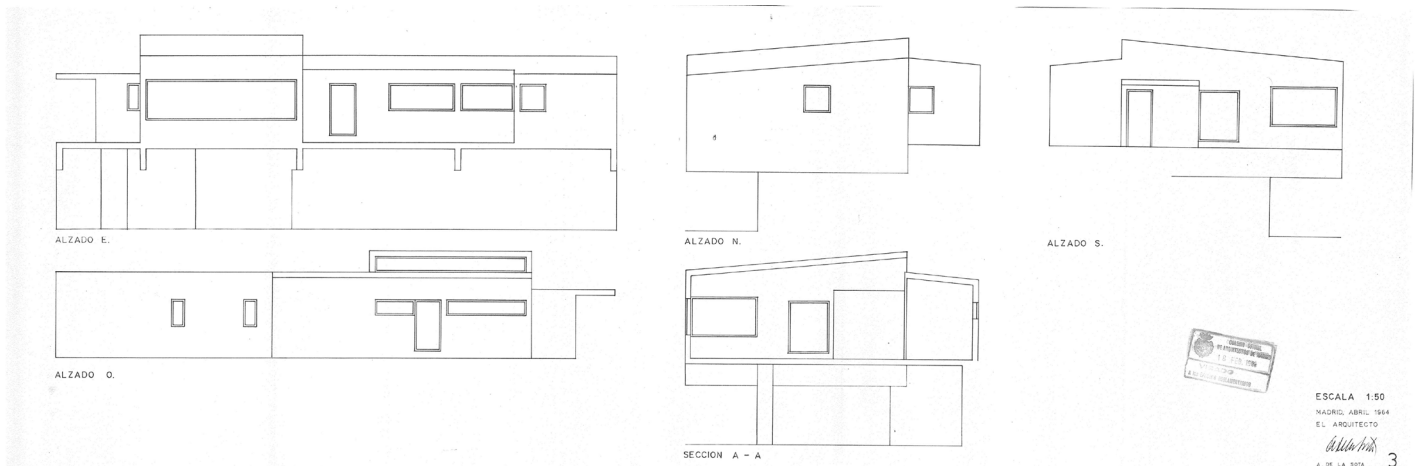 ALZADO E.
ALZADO N.
ALZADO S.
ALZADO O.
SECCION A – A
ESCALA 1:50
MADRID, ABRIL 1964
EL ARQUITECTO
A. DE LA SOTA
3